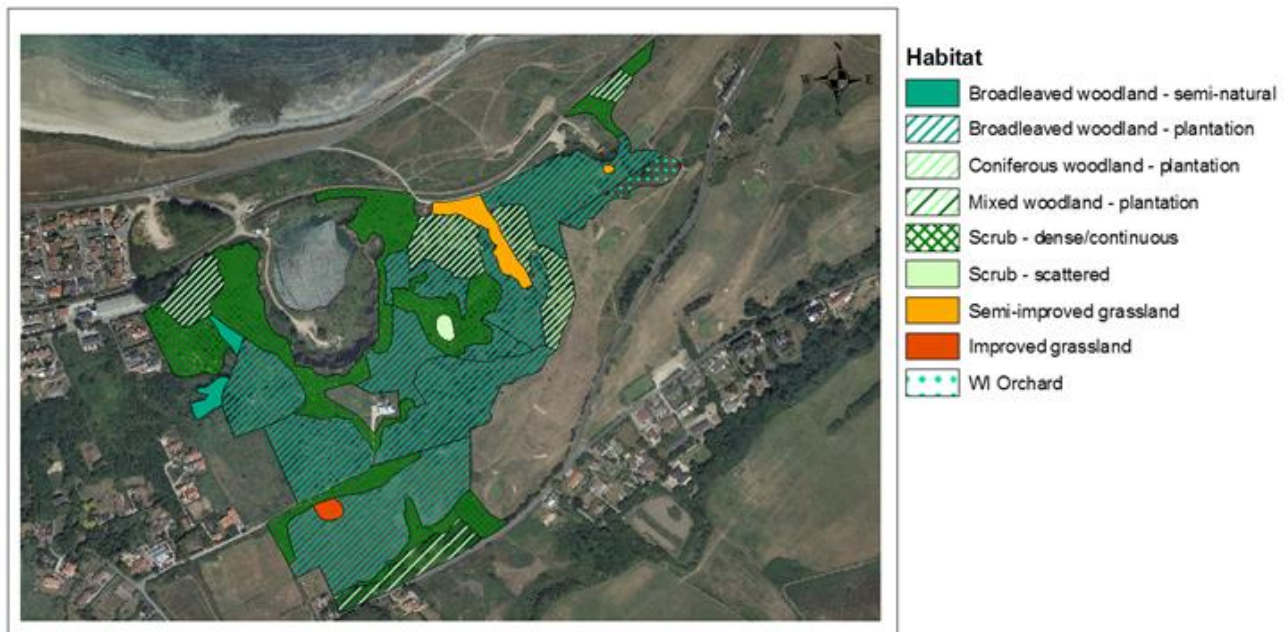 N
W E
S
Habitat
Broadleaved woodland - semi-natural
Broadleaved woodland - plantation
Coniferous woodland - plantation
Mixed woodland - plantation
Scrub - dense/continuous
Scrub - scattered
Semi-improved grassland
Improved grassland
WI Orchard